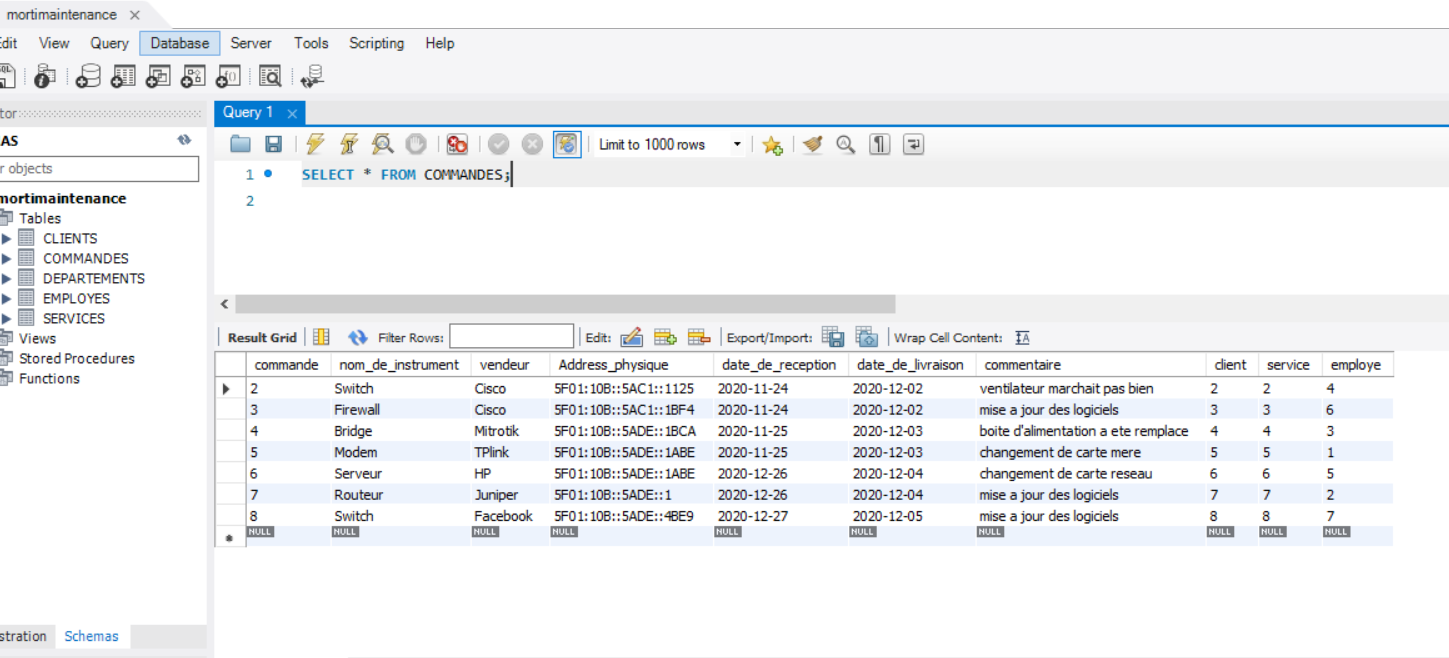 mortimaintenance
Edit View Query Database Server Tools Scripting Help
SQL
Query 1
Limit to 1000 rows
objects
1 SELECT * FROM COMMANDES;
2
mortimaintenance
Tables
CLIENTS
COMMANDES
DEPARTEMENTS
EMPLOYES
SERVICES
Views
Stored Procedures
Functions
Result Grid Filter Rows: Edit: Export/Import: Wrap Cell Content:
commande nom_de_instrument vendeur Address_physique date_de_reception date_de_livraison commentaire client service employe
2 Switch Cisco 5F01:10B::5AC1::1125 2020-11-24 2020-12-02 ventilateur marchait pas bien 2 2 4
3 Firewall Cisco 5F01:10B::5AC1::1BF4 2020-11-24 2020-12-02 mise a jour des logiciels 3 3 6
4 Bridge Mitrotik 5F01:10B::5ADE::1BCA 2020-11-25 2020-12-03 boite d'alimentation a ete remplace 4 4 3
5 Modem TPlink 5F01:10B::5ADE::1ABE 2020-11-25 2020-12-03 changement de carte mere 5 5 1
6 Serveur HP 5F01:10B::5ADE::1ABE 2020-12-26 2020-12-04 changement de carte reseau 6 6 5
7 Routeur Juniper 5F01:10B::5ADE::1 2020-12-26 2020-12-04 mise a jour des logiciels 7 7 2
8 Switch Facebook 5F01:10B::5ADE::4BE9 2020-12-27 2020-12-05 mise a jour des logiciels 8 8 7
NULL NULL NULL NULL NULL NULL NULL NULL NULL NULL
Schemas